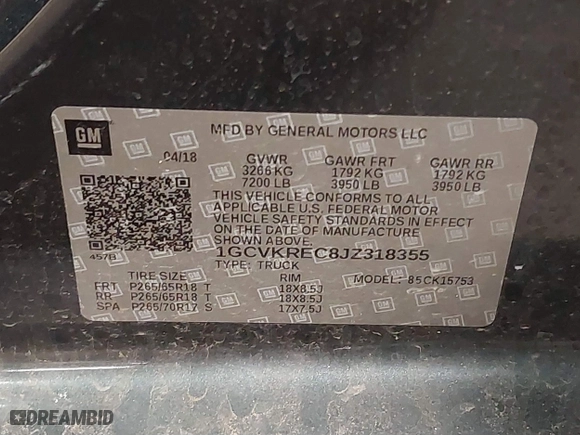 GM
MFD BY GENERAL MOTORS LLC
04/18 GVWR GAWR FRT GAWR RR
3266 KG 1792 KG 1792 KG
7200 LB 3950 LB 3950 LB
THIS VEHICLE CONFORMS TO ALL
APPLICABLE U.S. FEDERAL MOTOR
VEHICLE SAFETY STANDARDS IN EFFECT
ON THE DATE OF MANUFACTURE
SHOWN ABOVE.
457B 1GCVKREC8JZ318355
TYPE: TRUCK MODEL: 85CK15753
TIRE SIZE RIM
FRT P265/65R18 T 18X8.5J
RR P265/65R18 T 18X8.5J
SPA P265/70R17 S 17X7.5J
DREAMBID